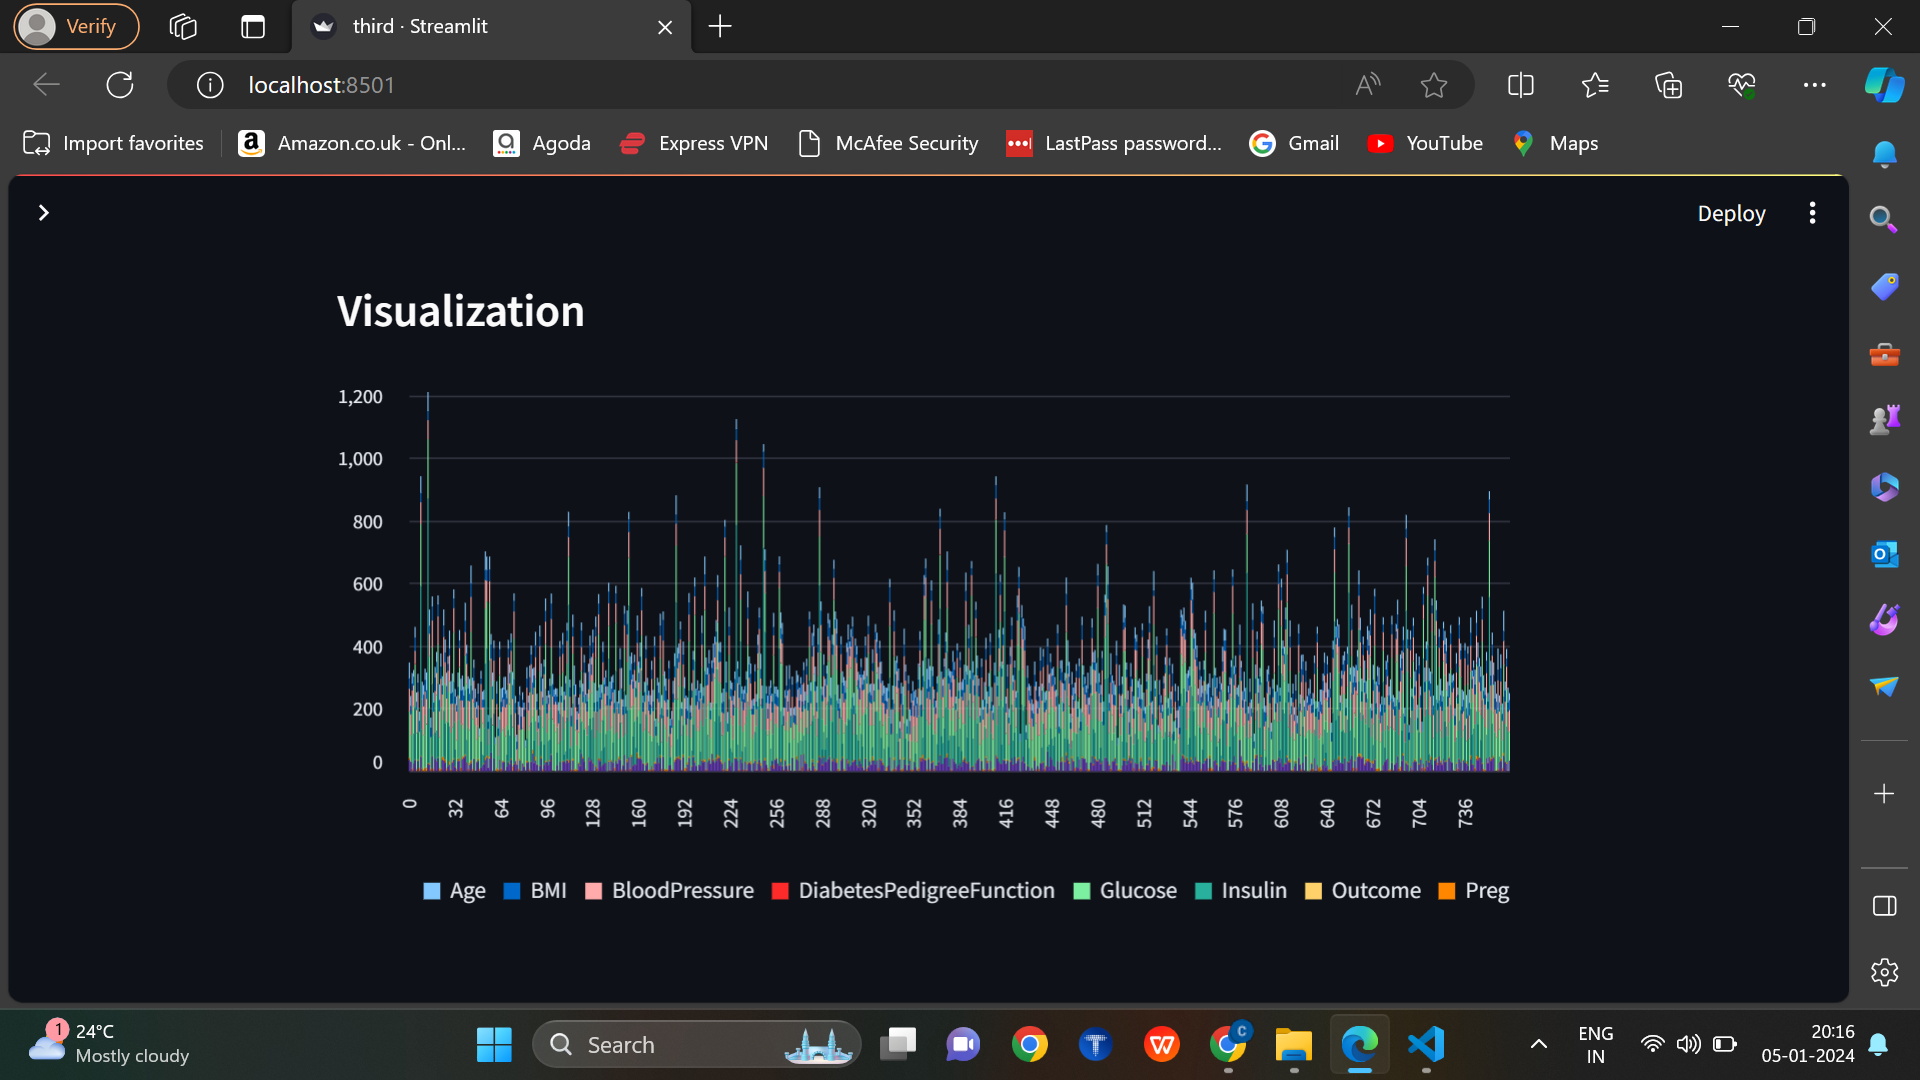 Verify
third · Streamlit
localhost:8501
Import favorites
Amazon.co.uk - Onl...
Agoda
Express VPN
McAfee Security
LastPass password...
Gmail
YouTube
Maps
Deploy
Visualization
1,200
1,000
800
600
400
200
0
0 32 64 96 128 160 192 224 256 288 320 352 384 416 448 480 512 544 576 608 640 672 704 736
Age BMI BloodPressure DiabetesPedigreeFunction Glucose Insulin Outcome Preg
1
24°C
Mostly cloudy
Search
C
ENG
IN
20:16
05-01-2024